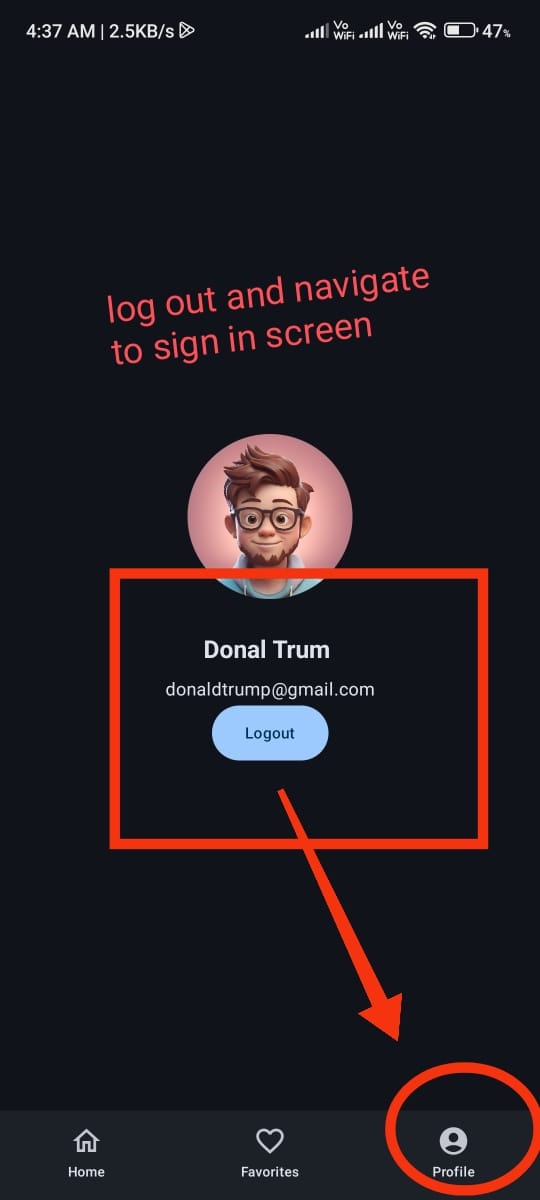 4:37 AM | 2.5KB/s Vo WiFi Vo WiFi 47%
log out and navigate
to sign in screen
Donal Trum
donaldtrump@gmail.com
Logout
Home Favorites Profile